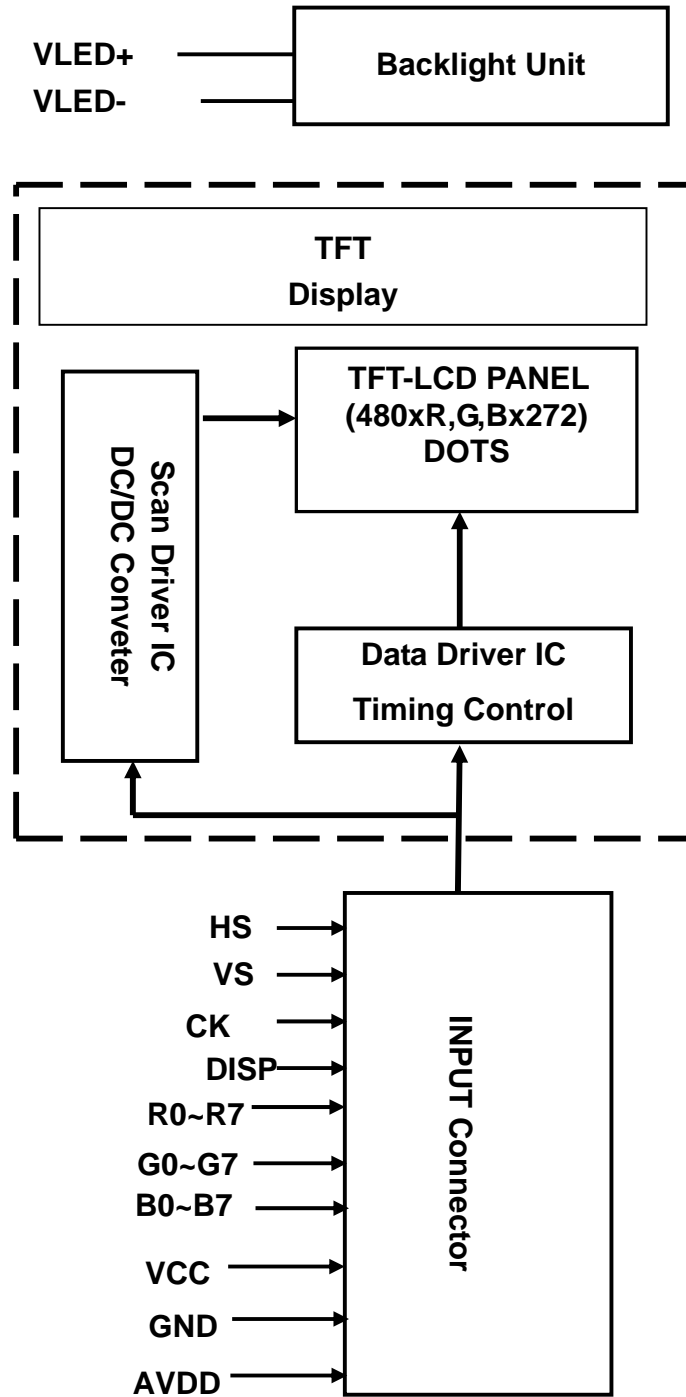 VLED+
VLED-
Backlight Unit
TFT
Display
TFT-LCD PANEL
(480xR,G,Bx272)
DOTS
Scan Driver IC
DC/DC Conveter
Data Driver IC
Timing Control
HS
VS
CK
DISP
R0~R7
G0~G7
B0~B7
VCC
GND
AVDD
INPUT Connector